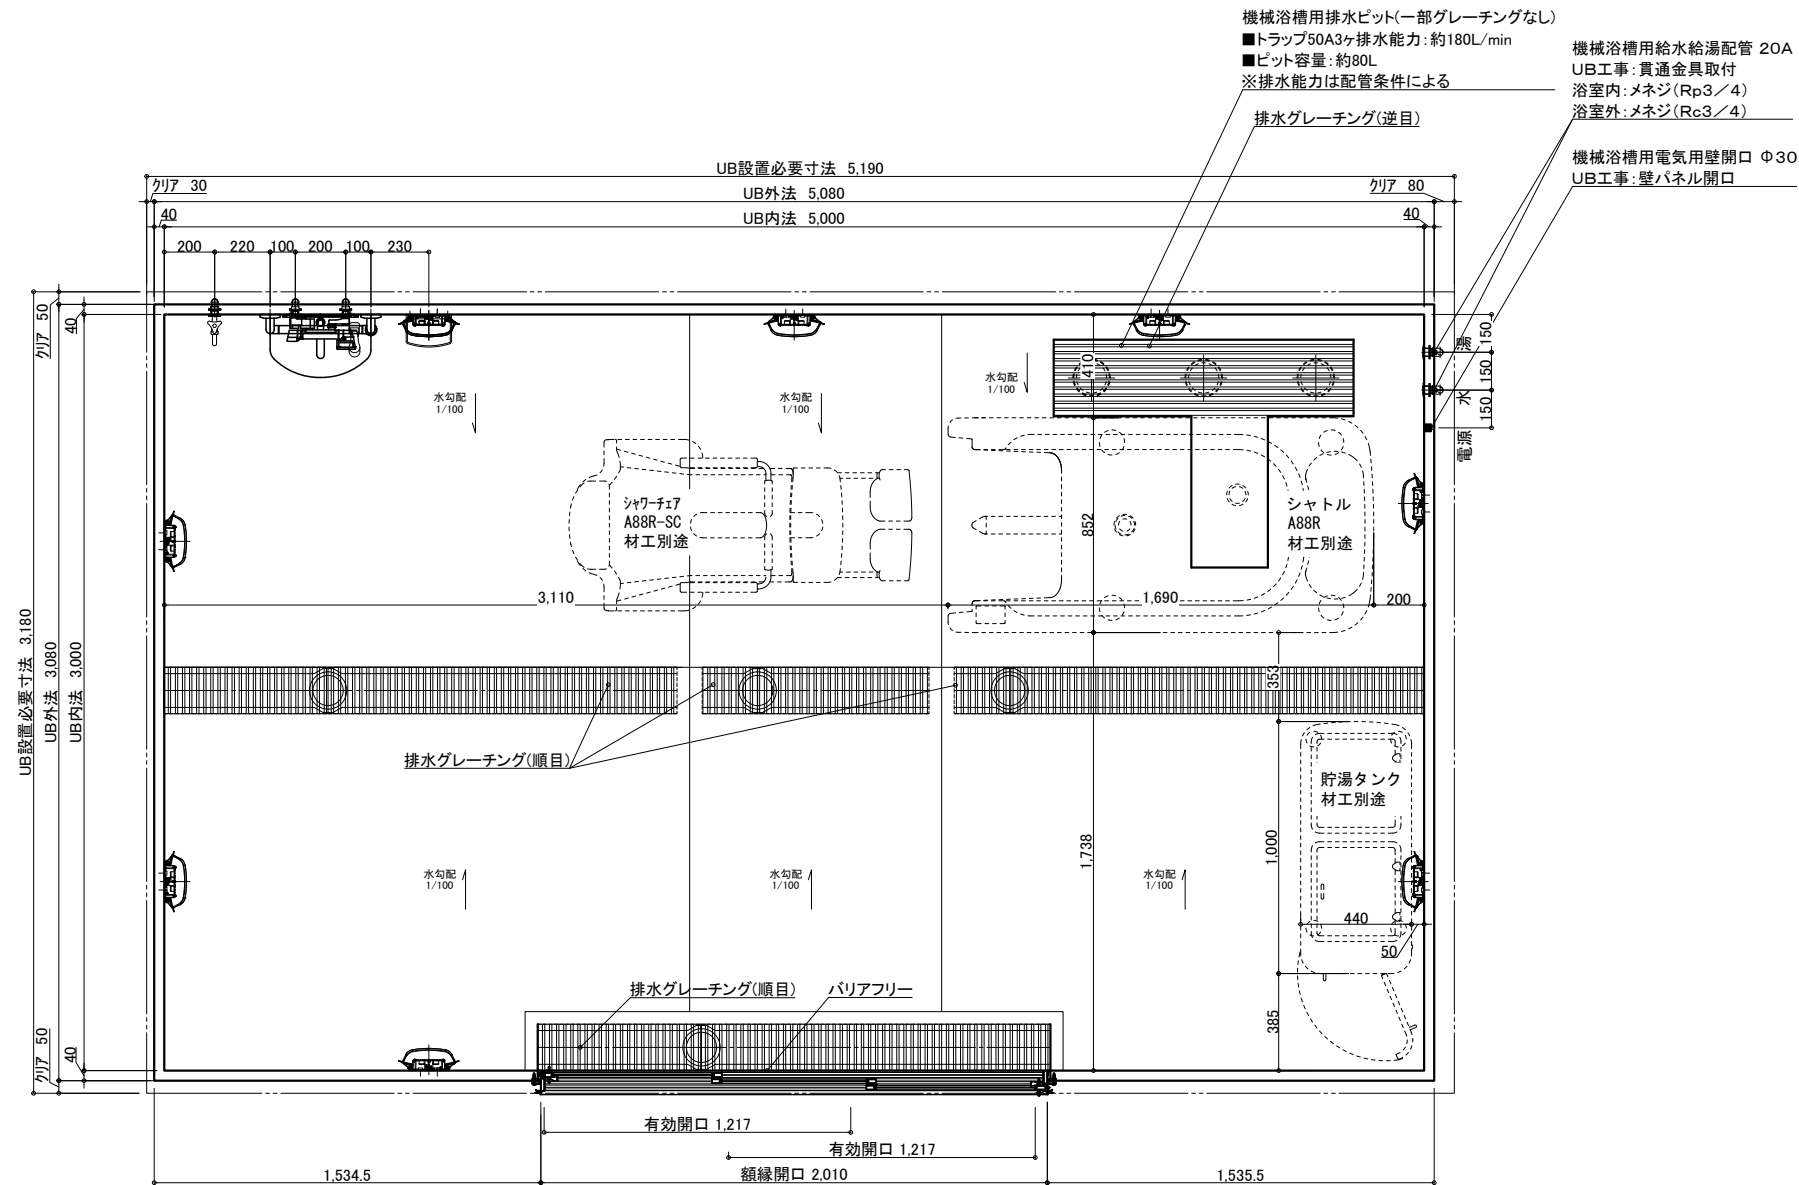 機械浴槽用排水ピット(一部グレーチングなし)
■トラップ50A3ヶ排水能力:約180L/min
■ピット容量:約80L
※排水能力は配管条件による
排水グレーチング(逆目)
機械浴槽用給水給湯配管 20A
UB工事:貫通金具取付
浴室内:メネジ(Rp3/4)
浴室外:メネジ(Rc3/4)
機械浴槽用電気用壁開口 Φ30
UB工事:壁パネル開口
UB設置必要寸法 5,190
クリア 30
UB外法 5,080
クリア 80
40
UB内法 5,000
40
200
220
100
200
100
230
クリア 50
40
UB設置必要寸法 3,180
UB外法 3,080
UB内法 3,000
クリア 50
40
湯
水
電源
150
150
150
410
水勾配
1/100
水勾配
1/100
水勾配
1/100
シャワーチェア
A88R-SC
材工別途
シャトル
A88R
材工別途
852
3,110
1,690
200
353
排水グレーチング(順目)
貯湯タンク
材工別途
1,738
1,000
水勾配
1/100
水勾配
1/100
水勾配
1/100
440
50
385
排水グレーチング(順目)
バリアフリー
有効開口 1,217
有効開口 1,217
1,534.5
額縁開口 2,010
1,535.5